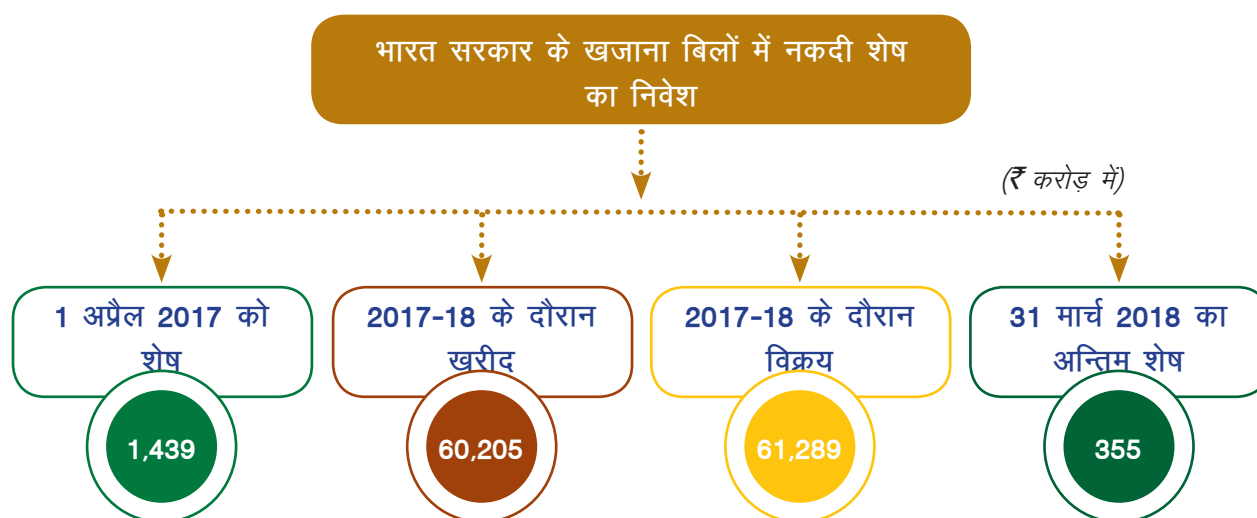 भारत सरकार के खजाना बिलों में नकदी शेष
का निवेश
(₹ करोड़ में)
1 अप्रैल 2017 को
शेष
1,439
2017-18 के दौरान
खरीद
60,205
2017-18 के दौरान
विक्रय
61,289
31 मार्च 2018 का
अन्तिम शेष
355